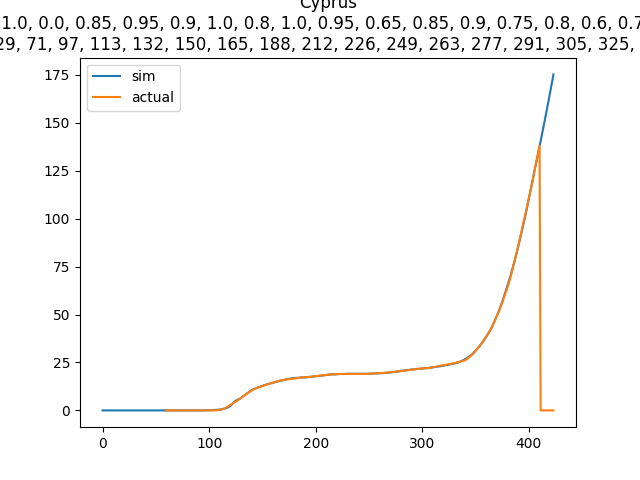 Cyprus
1.0, 0.0, 0.85, 0.95, 0.9, 1.0, 0.8, 1.0, 0.95, 0.65, 0.85, 0.9, 0.75, 0.8, 0.6, 0.7
29, 71, 97, 113, 132, 150, 165, 188, 212, 226, 249, 263, 277, 291, 305, 325,
sim
actual
175
150
125
100
75
50
25
0
0 100 200 300 400